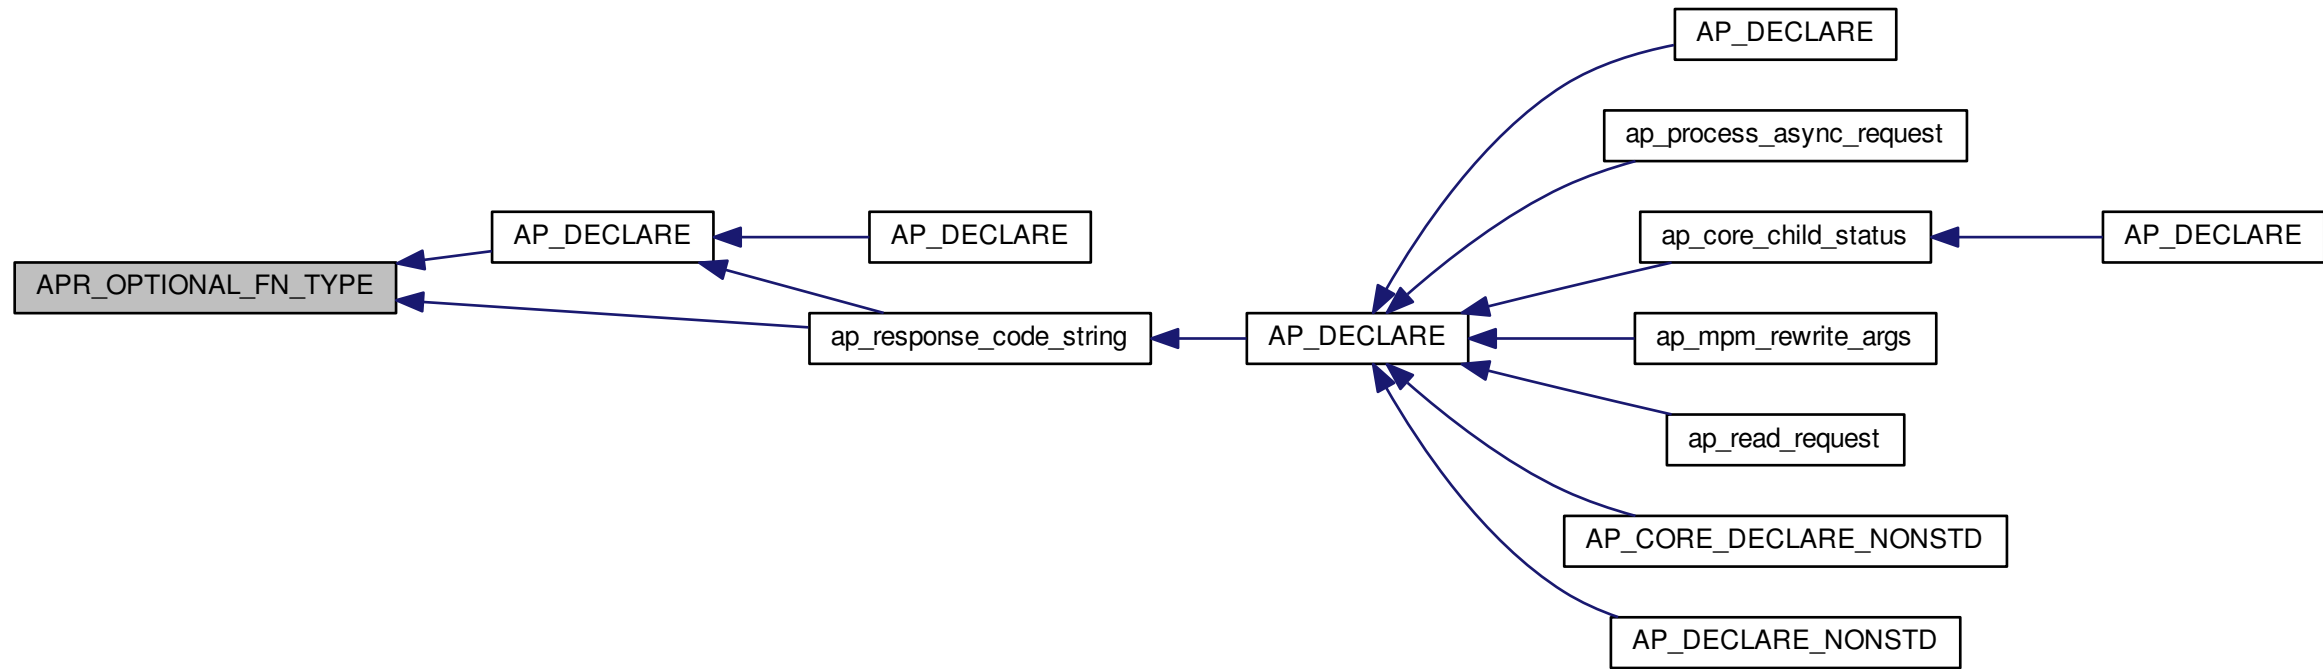 AP_DECLARE
ap_process_async_request
AP_DECLARE
AP_DECLARE
ap_core_child_status
AP_DECLARE
APR_OPTIONAL_FN_TYPE
ap_response_code_string
AP_DECLARE
ap_mpm_rewrite_args
ap_read_request
AP_CORE_DECLARE_NONSTD
AP_DECLARE_NONSTD